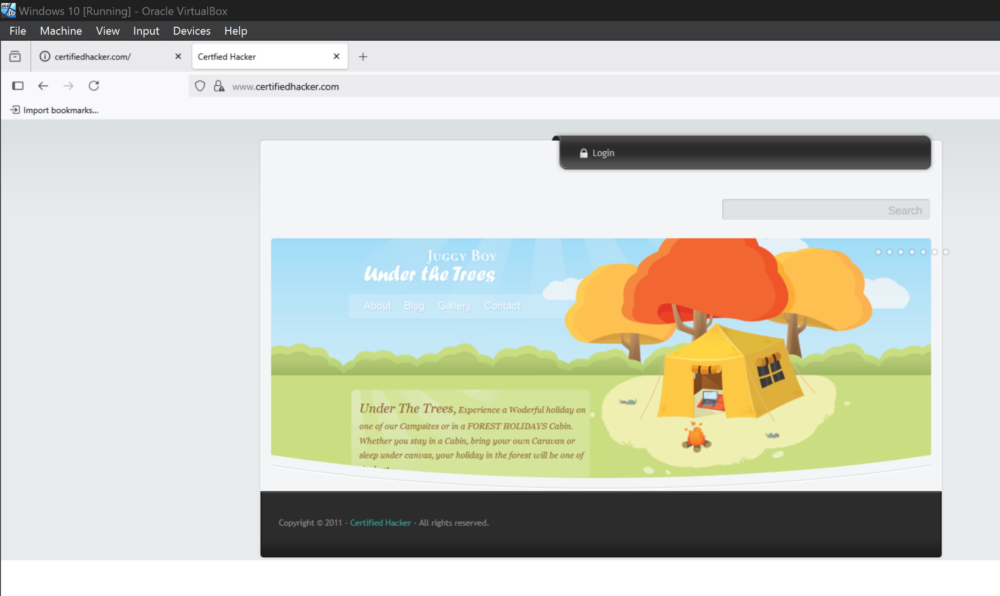 Windows 10 [Running] - Oracle VirtualBox
File Machine View Input Devices Help
certifiedhacker.com/ Certfied Hacker
www.certifiedhacker.com
Import bookmarks...
Login
Search
Juggy Boy
Under the Trees
About Blog Gallery Contact
Under The Trees, Experience a Woderful holiday on
one of our Campsites or in a FOREST HOLIDAYS Cabin.
Whether you stay in a Cabin, bring your own Caravan or
sleep under canvas, your holiday in the forest will be one of
Copyright © 2011 - Certified Hacker - All rights reserved.